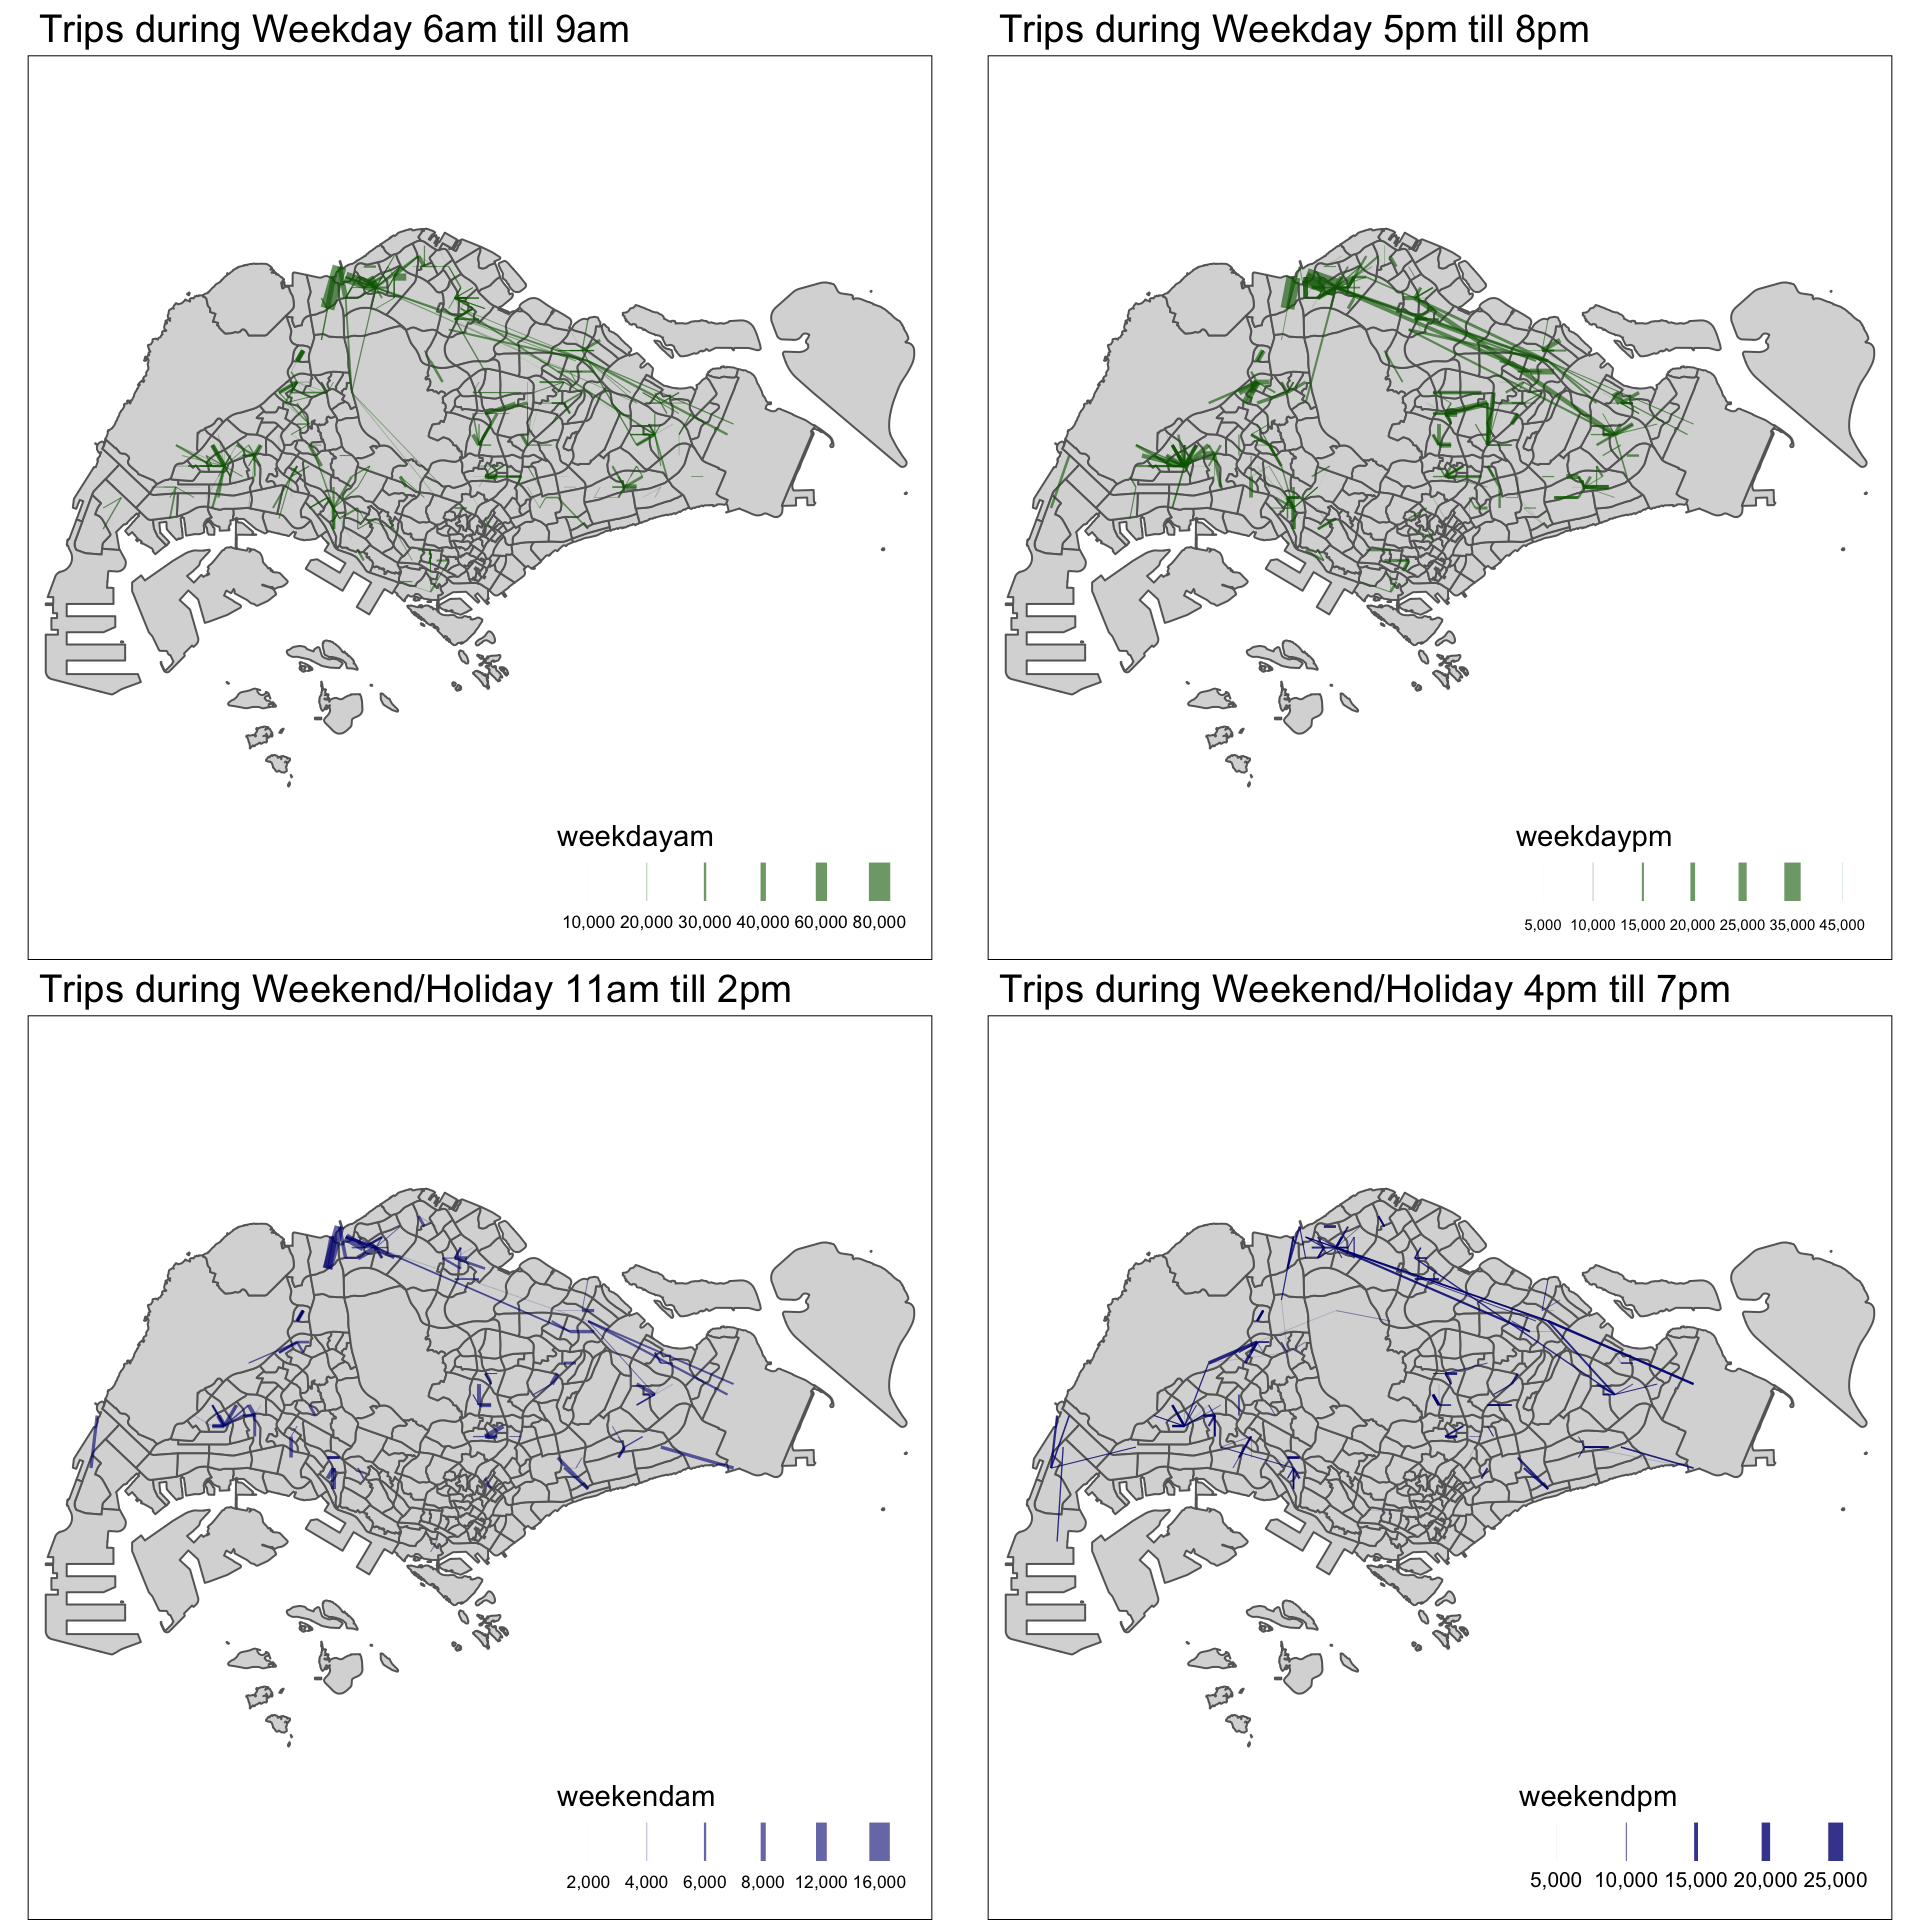 Trips during Weekday 6am till 9am
weekdayam
10,000 20,000 30,000 40,000 60,000 80,000
Trips during Weekday 5pm till 8pm
weekdaypm
5,000 10,000 15,000 20,000 25,000 35,000 45,000
Trips during Weekend/Holiday 11am till 2pm
weekendam
2,000 4,000 6,000 8,000 12,000 16,000
Trips during Weekend/Holiday 4pm till 7pm
weekendpm
5,000 10,000 15,000 20,000 25,000